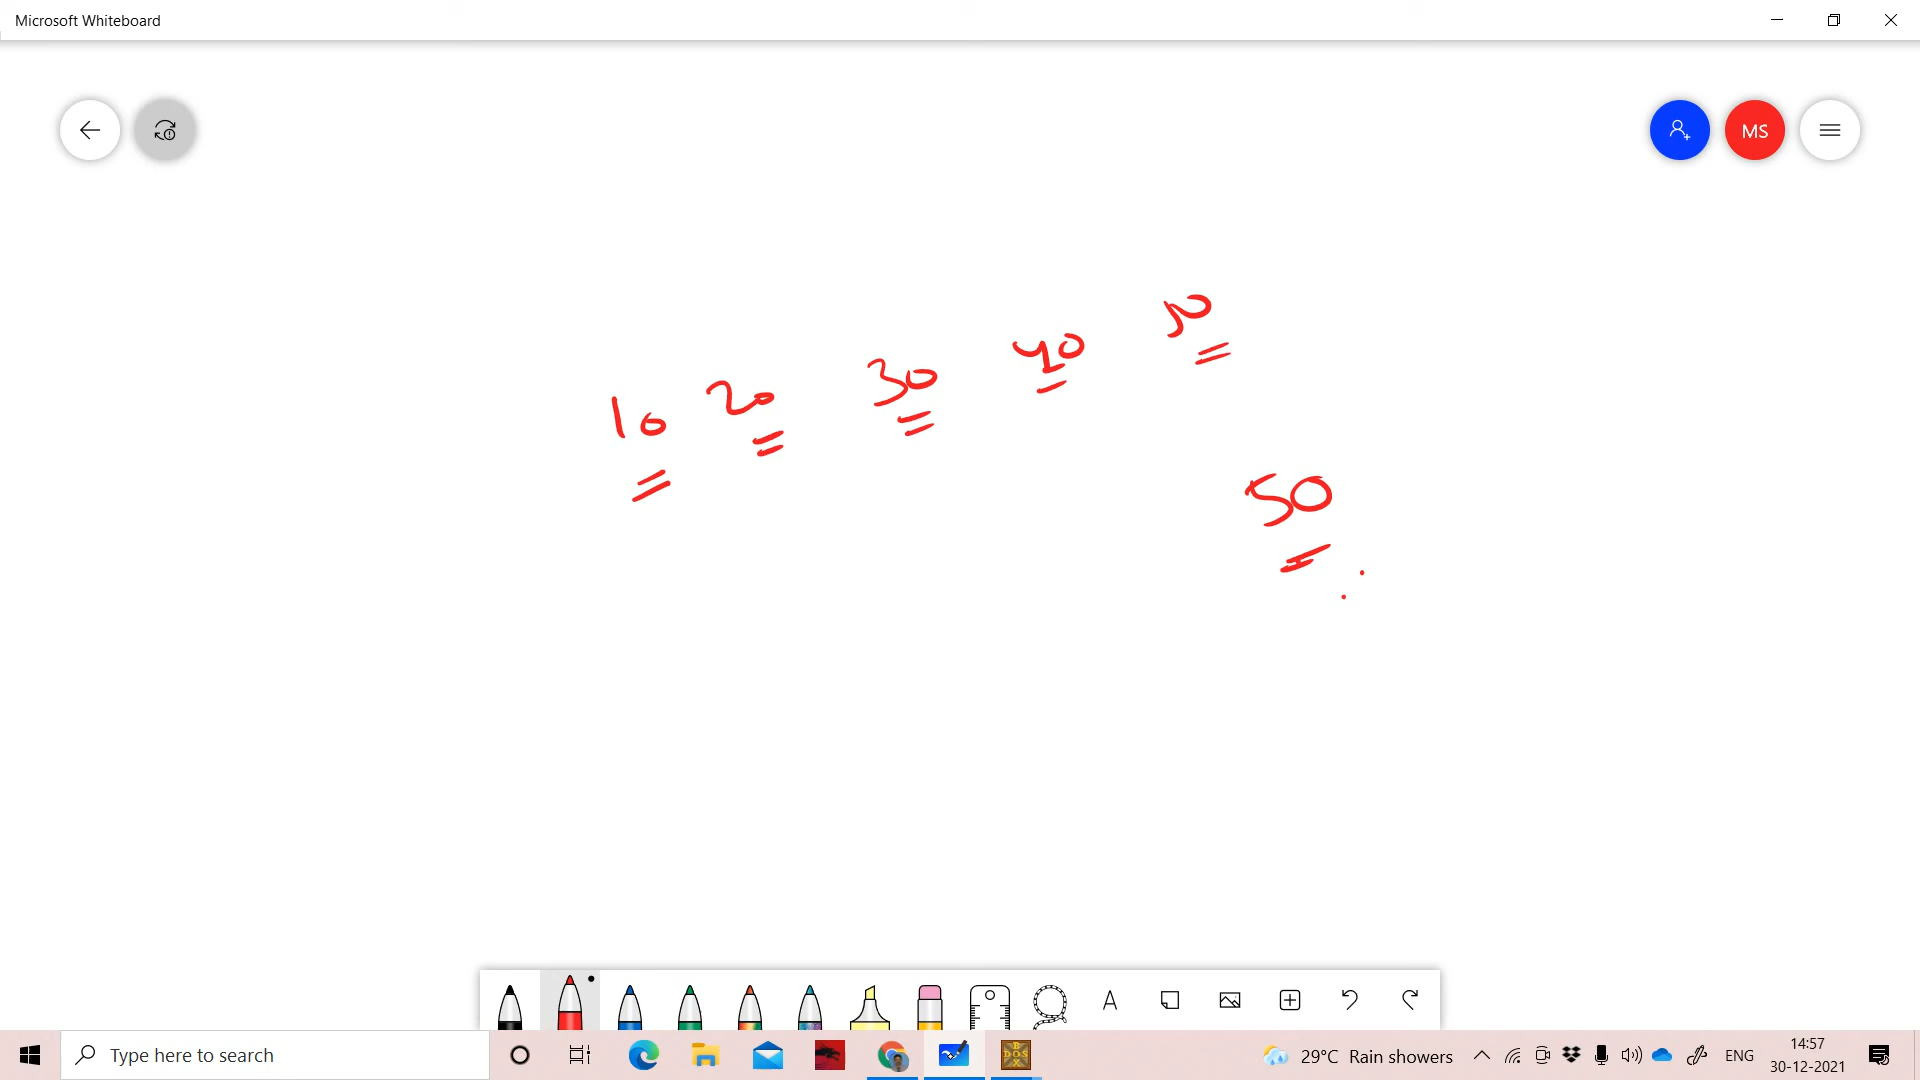 Microsoft Whiteboard
MS
10 20 30 40 50
50
Type here to search
29°C Rain showers
ENG
14:57
30-12-2021